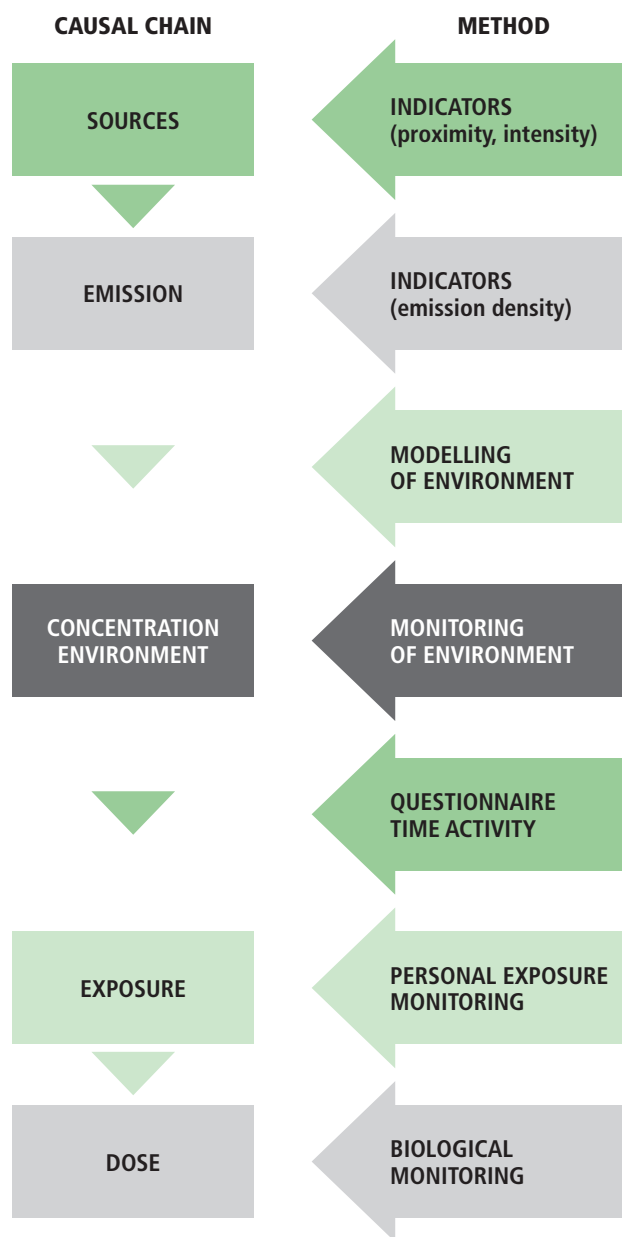 CAUSAL CHAIN
METHOD
SOURCES
INDICATORS
(proximity, intensity)
EMISSION
INDICATORS
(emission density)
MODELLING
OF ENVIRONMENT
CONCENTRATION
ENVIRONMENT
MONITORING
OF ENVIRONMENT
QUESTIONNAIRE
TIME ACTIVITY
EXPOSURE
PERSONAL EXPOSURE
MONITORING
DOSE
BIOLOGICAL
MONITORING